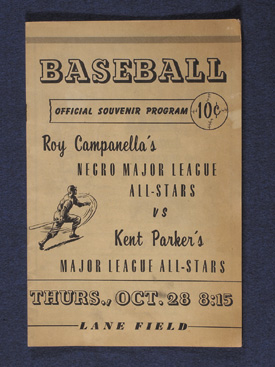 BASEBALL
OFFICIAL SOUVENIR PROGRAM 10¢
Roy Campanella's
NEGRO MAJOR LEAGUE
ALL-STARS
VS
Kent Parker's
MAJOR LEAGUE ALL-STARS
THURS., OCT. 28 8:15
LANE FIELD